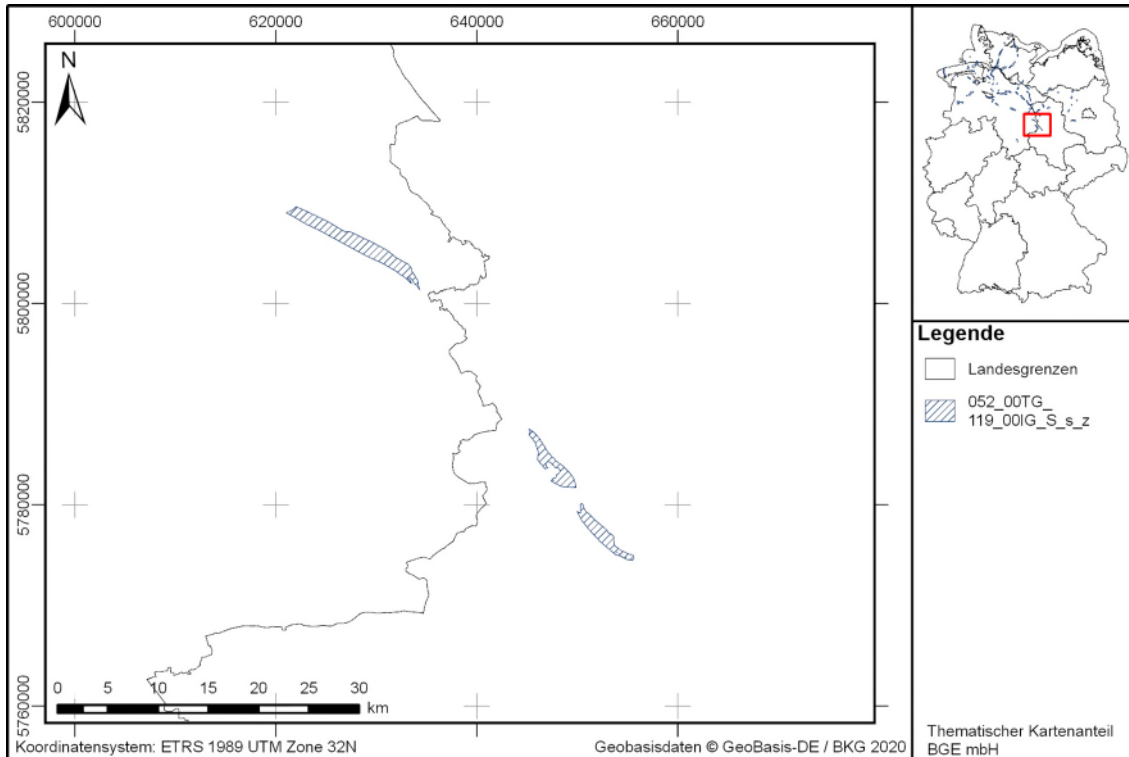 600000 620000 640000 660000
N
5820000
5800000
5780000
5760000
0 5 10 15 20 25 30
km
Koordinatensystem: ETRS 1989 UTM Zone 32N
Geobasisdaten © GeoBasis-DE / BKG 2020
Legende
Landesgrenzen
052_00TG_
119_00IG_S_s_z
Thematischer Kartenanteil
BGE mbH